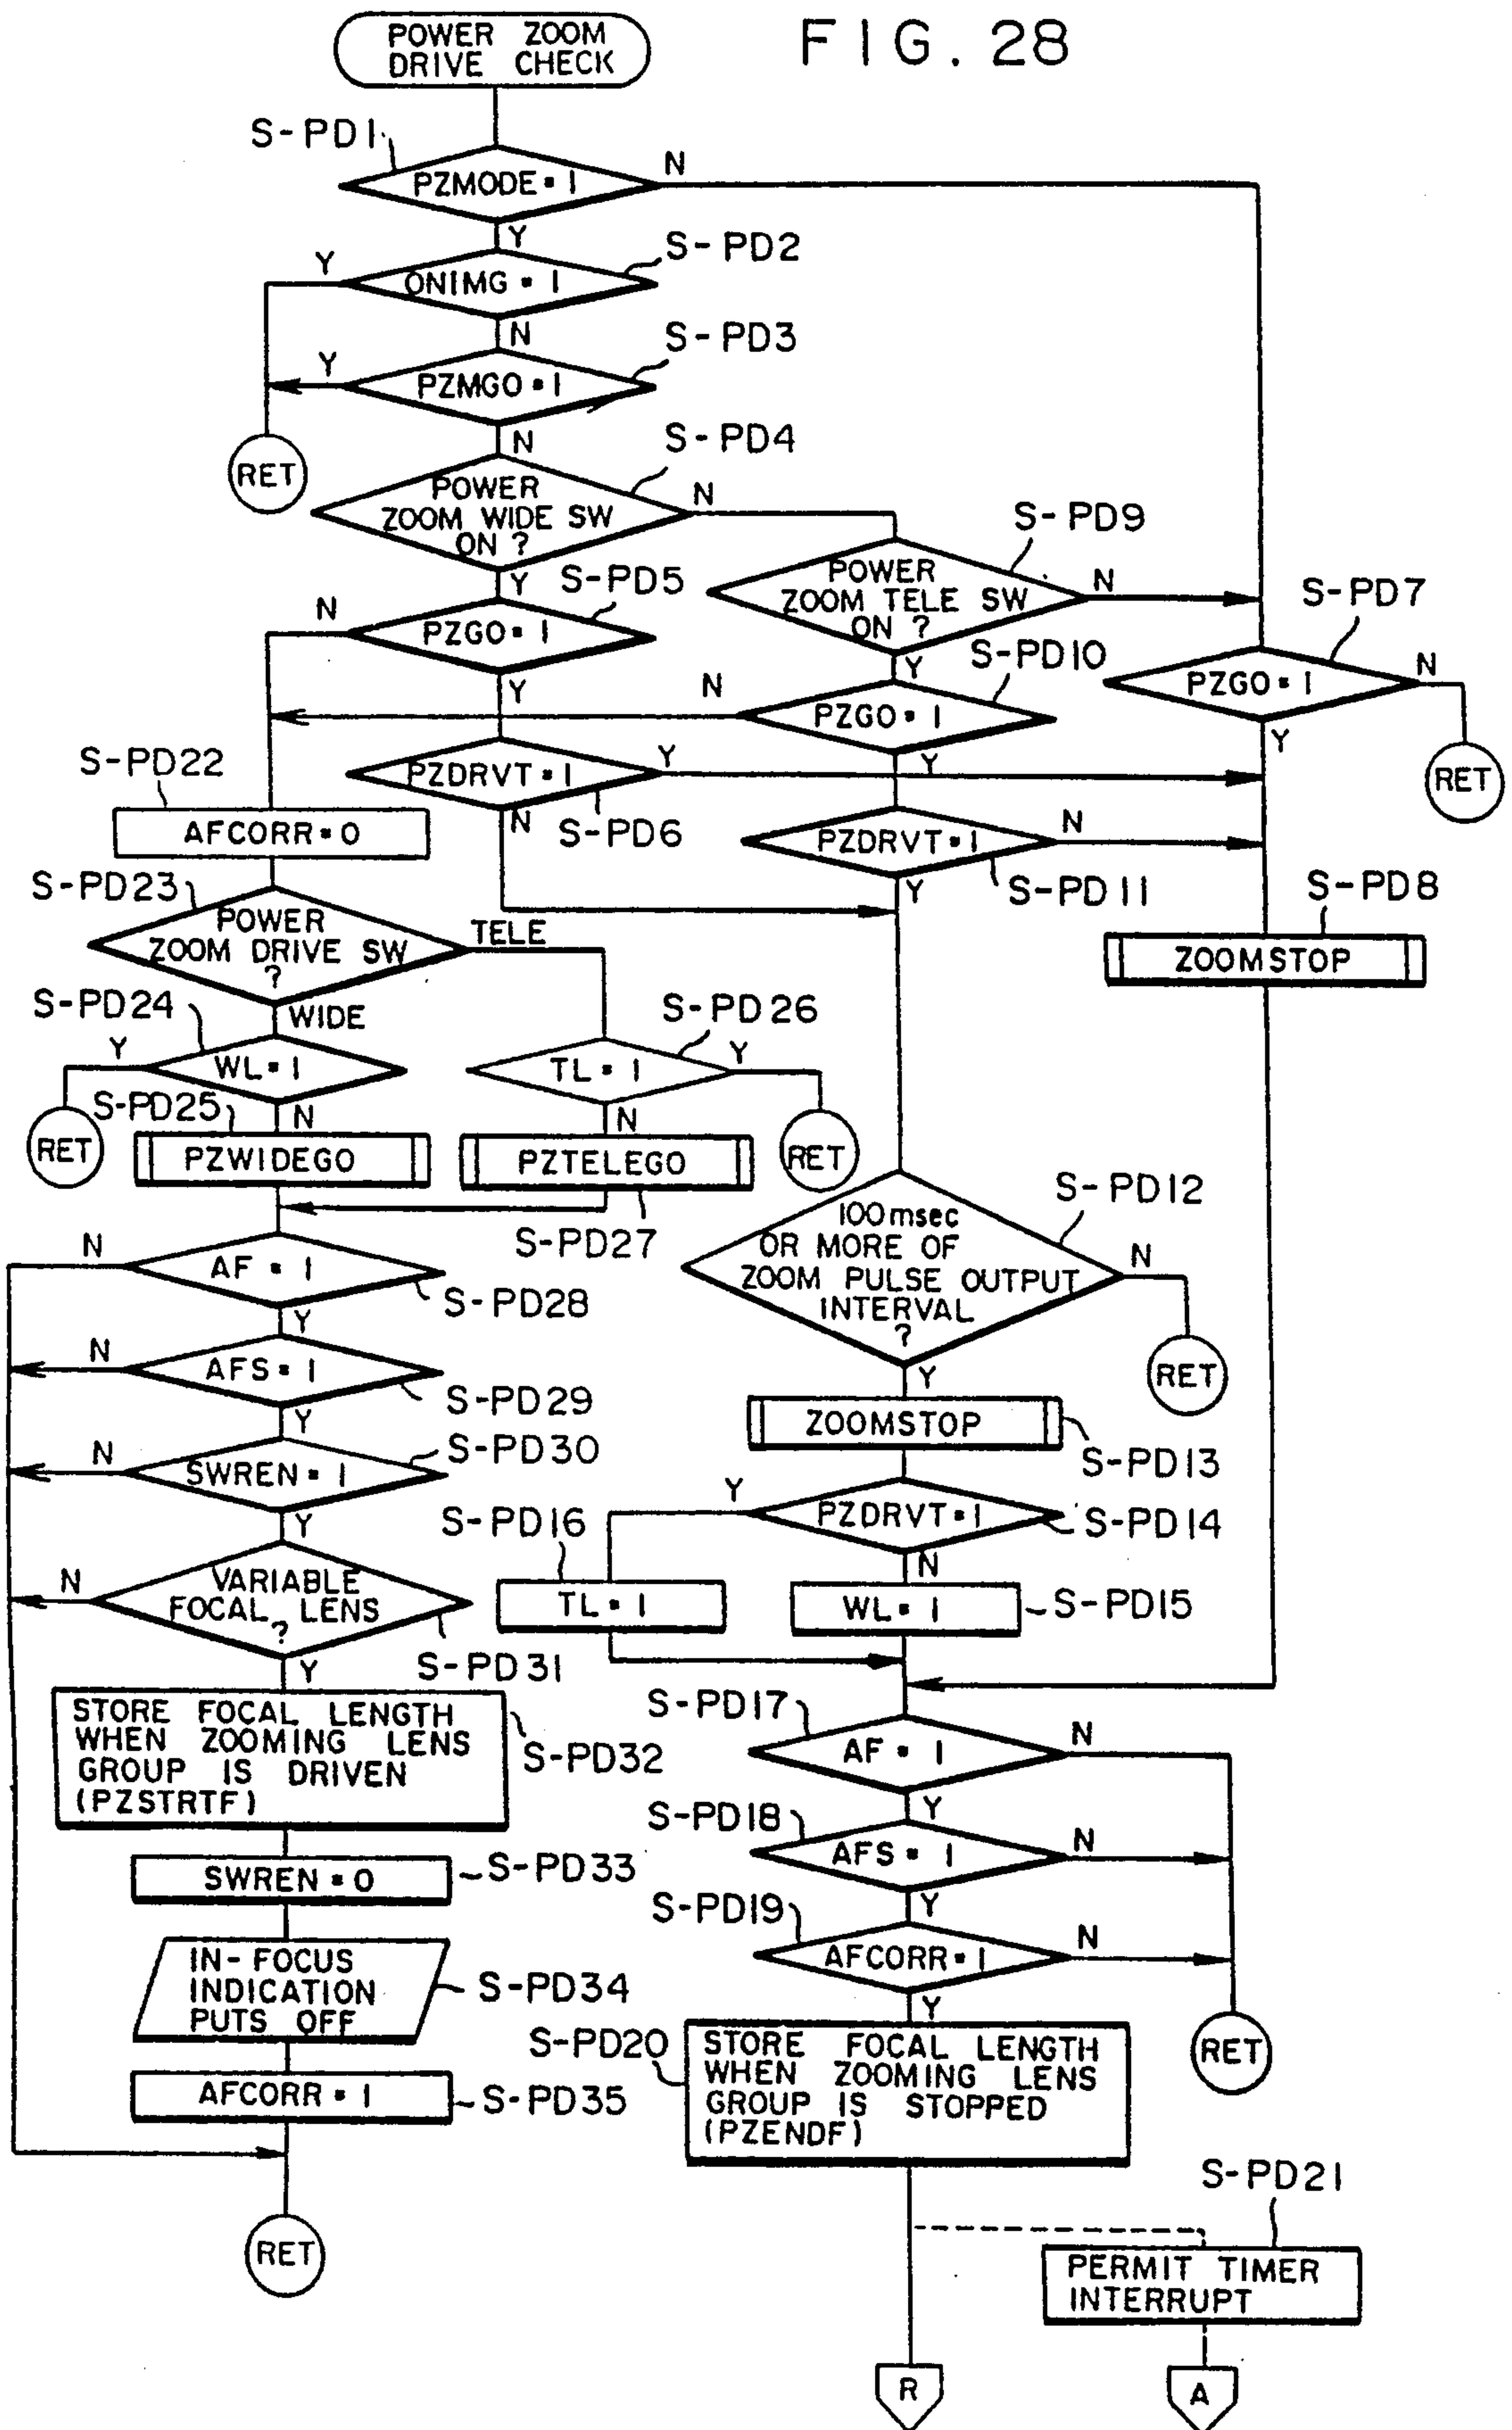 POWER ZOOM
DRIVE CHECK
FIG. 28
S-PD1
PZMODE = 1
N
Y
S-PD2
Y
ONIMG = 1
N
S-PD3
Y
PZMGO = 1
N
RET
S-PD4
POWER
ZOOM WIDE SW
ON ?
N
Y
S-PD9
POWER
ZOOM TELE SW
ON ?
N
Y
S-PD5
N
PZGO = 1
Y
S-PD7
PZGO = 1
N
Y
RET
S-PD10
N
PZGO = 1
Y
S-PD22
AFCORR = 0
PZDRVT = 1
Y
N
S-PD6
PZDRVT = 1
N
Y
S-PD11
S-PD8
ZOOMSTOP
S-PD23
POWER
ZOOM DRIVE SW
?
TELE
WIDE
S-PD24
Y
WL = 1
N
RET
S-PD26
TL = 1
Y
N
RET
S-PD25
PZWIDEGO
PZTELEGO
S-PD27
S-PD12
100msec
OR MORE OF
ZOOM PULSE OUTPUT
INTERVAL
?
N
Y
RET
N
AF = 1
Y
S-PD28
N
AFS = 1
Y
S-PD29
ZOOMSTOP
S-PD13
N
SWREN = 1
Y
S-PD30
Y
PZDRVT = 1
S-PD14
N
S-PD16
TL = 1
WL = 1
S-PD15
N
VARIABLE
FOCAL LENS
?
Y
S-PD31
STORE FOCAL LENGTH
WHEN ZOOMING LENS
GROUP IS DRIVEN
(PZSTRTF)
S-PD32
S-PD17
AF = 1
N
Y
S-PD18
AFS = 1
N
Y
SWREN = 0
S-PD33
S-PD19
AFCORR = 1
N
Y
RET
IN-FOCUS
INDICATION
PUTS OFF
S-PD34
S-PD20
STORE FOCAL LENGTH
WHEN ZOOMING LENS
GROUP IS STOPPED
(PZENDF)
AFCORR = 1
S-PD35
RET
S-PD21
PERMIT TIMER
INTERRUPT
R
A